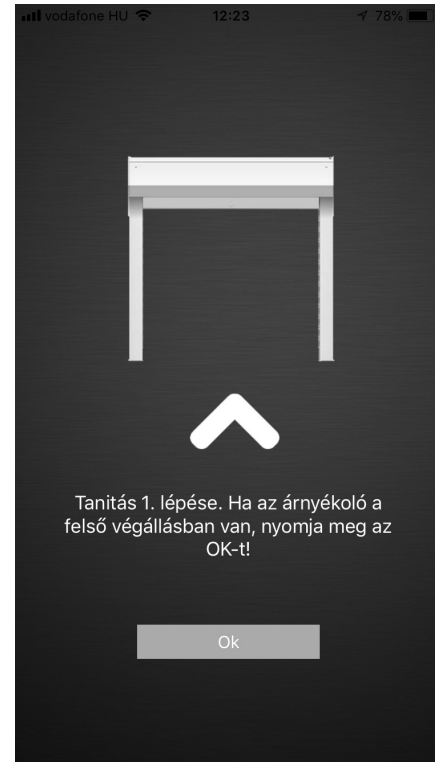 vodafone HU 12:23 78%
Tanitás 1. lépése. Ha az árnyékoló a
felső végállásban van, nyomja meg az
OK-t!
Ok